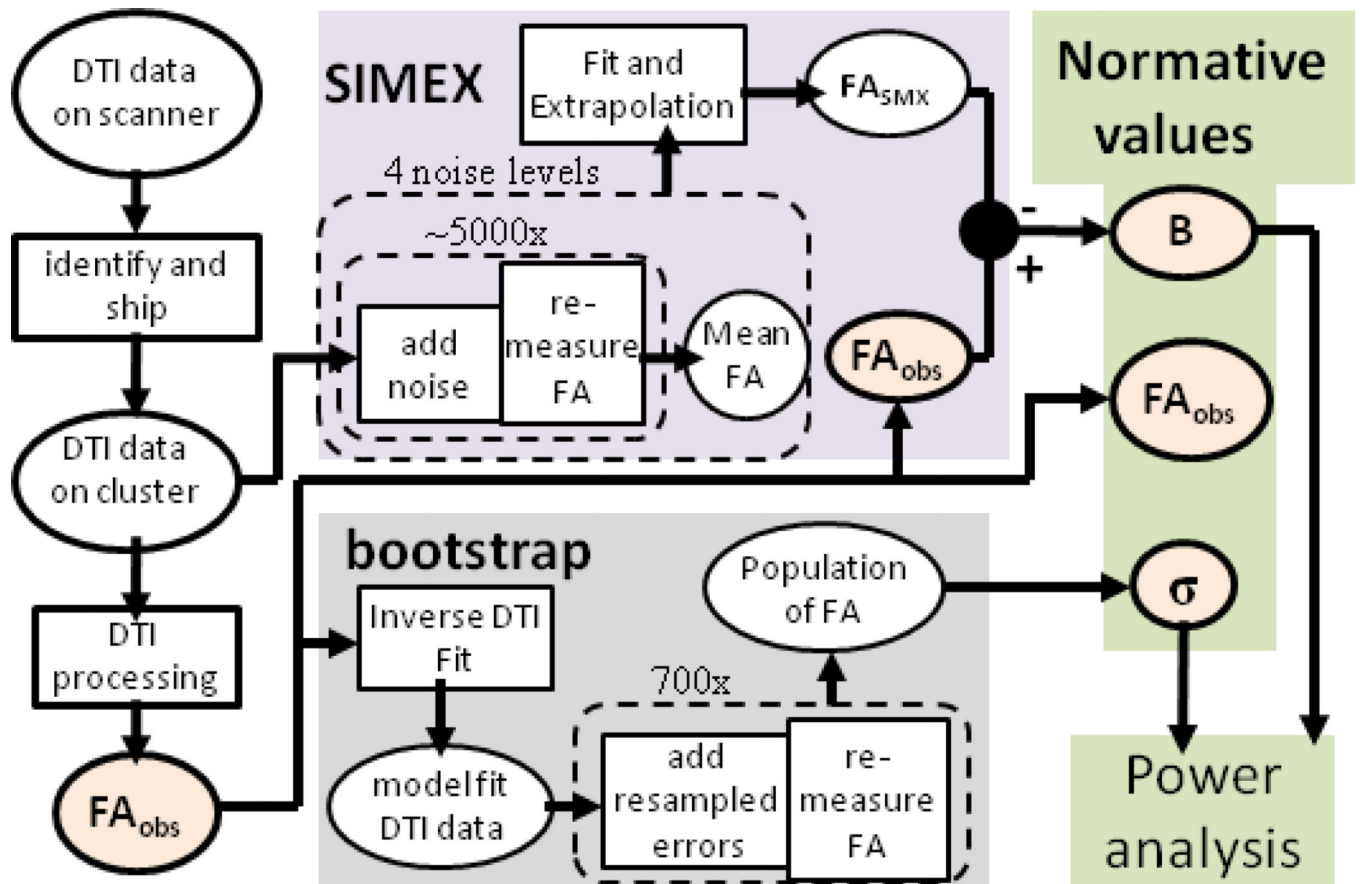 DTI data
on scanner
identify and
ship
DTI data
on cluster
DTI
processing
FAobs
SIMEX
Fit and
Extrapolation
FASMX
4 noise levels
~5000x
add
noise
re-
measure
FA
Mean
FA
FAobs
-
+
bootstrap
Inverse DTI
Fit
model fit
DTI data
700x
add
resampled
errors
re-
measure
FA
Population
of FA
Normative
values
B
FAobs
σ
Power
analysis